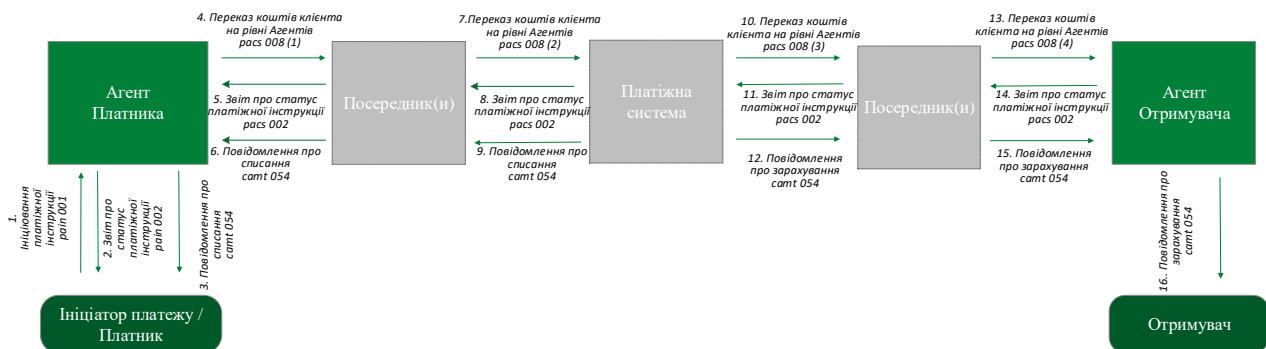 4. Переказ коштів клієнта
на рівні Агентів
pacs 008 (1)
7.Переказ коштів клієнта
на рівні Агентів
pacs 008 (2)
10. Переказ коштів
клієнта на рівні Агентів
pacs 008 (3)
13. Переказ коштів
клієнта на рівні Агентів
pacs 008 (4)
Агент
Платника
5. Звіт про статус
платіжної інструкції
pacs 002
6. Повідомлення про
списання
camt 054
Посередник(и)
8. Звіт про статус
платіжної інструкції
pacs 002
9. Повідомлення про
списання
camt 054
Платіжна
система
11. Звіт про статус
платіжної інструкції
pacs 002
12. Повідомлення
про зарахування
camt 054
Посередник(и)
14. Звіт про статус
платіжної інструкції
pacs 002
15. Повідомлення
про зарахування
camt 054
Агент
Отримувача
1.
Ініціювання
платіжної
інструкції
pain 001
2. Звіт про
статус
платіжної
інструкції
pain 002
3. Повідомлення про
списання
camt 054
16.. Повідомлення про
зарахування
camt 054
Ініціатор платежу /
Платник
Отримувач